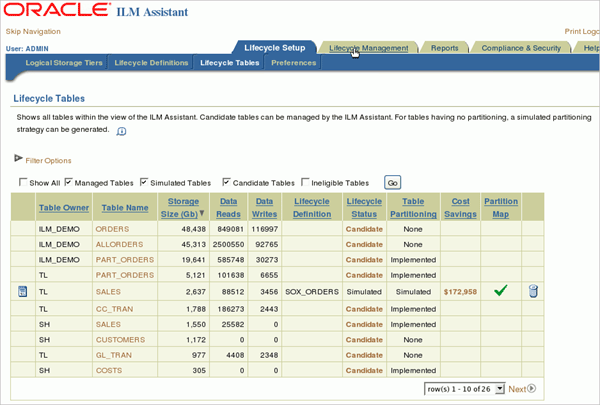 ORACLE ILM Assistant
Skip Navigation Print Logo
User: ADMIN
Lifecycle Setup Lifecycle Management Reports Compliance & Security Help
Logical Storage Tiers Lifecycle Definitions Lifecycle Tables Preferences
Lifecycle Tables
Shows all tables within the view of the ILM Assistant. Candidate tables can be managed by the ILM Assistant. For tables having no partitioning, a simulated partitioning
strategy can be generated.
Filter Options
Show All Managed Tables Simulated Tables Candidate Tables Ineligible Tables Go
Table Owner Table Name Storage Size (Gb) Data Reads Data Writes Lifecycle Definition Lifecycle Status Table Partitioning Cost Savings Partition Map
ILM_DEMO ORDERS 48,438 849081 116997 Candidate None
ILM_DEMO ALLORDERS 45,313 2500550 92765 Candidate None
ILM_DEMO PART_ORDERS 19,641 585748 30273 Candidate Implemented
TL PART_ORDERS 5,121 101638 6655 Candidate Implemented
TL SALES 2,637 88512 3456 SOX_ORDERS Simulated Simulated $172,958
TL CC_TRAN 1,788 186273 2443 Candidate Implemented
SH SALES 1,550 25582 0 Candidate Implemented
SH CUSTOMERS 1,172 0 0 Candidate None
TL GL_TRAN 977 4408 2348 Candidate None
SH COSTS 305 0 0 Candidate Implemented
row(s) 1 - 10 of 26 Next